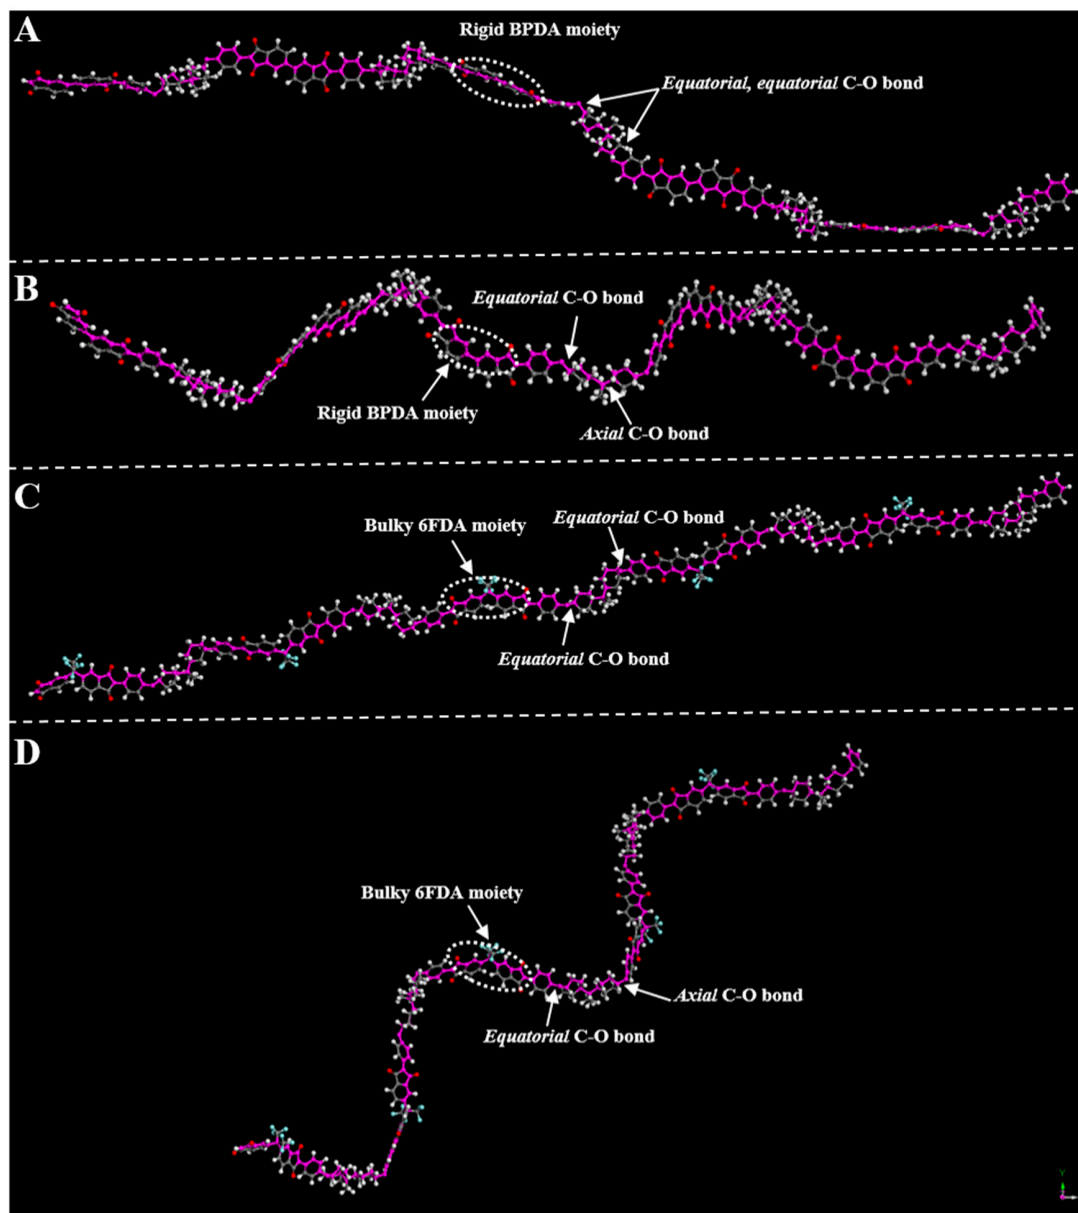 A
Rigid BPDA moiety
Equatorial, equatorial C-O bond
B
Equatorial C-O bond
Rigid BPDA moiety
Axial C-O bond
C
Equatorial C-O bond
Bulky 6FDA moiety
Equatorial C-O bond
D
Bulky 6FDA moiety
Axial C-O bond
Equatorial C-O bond
Y